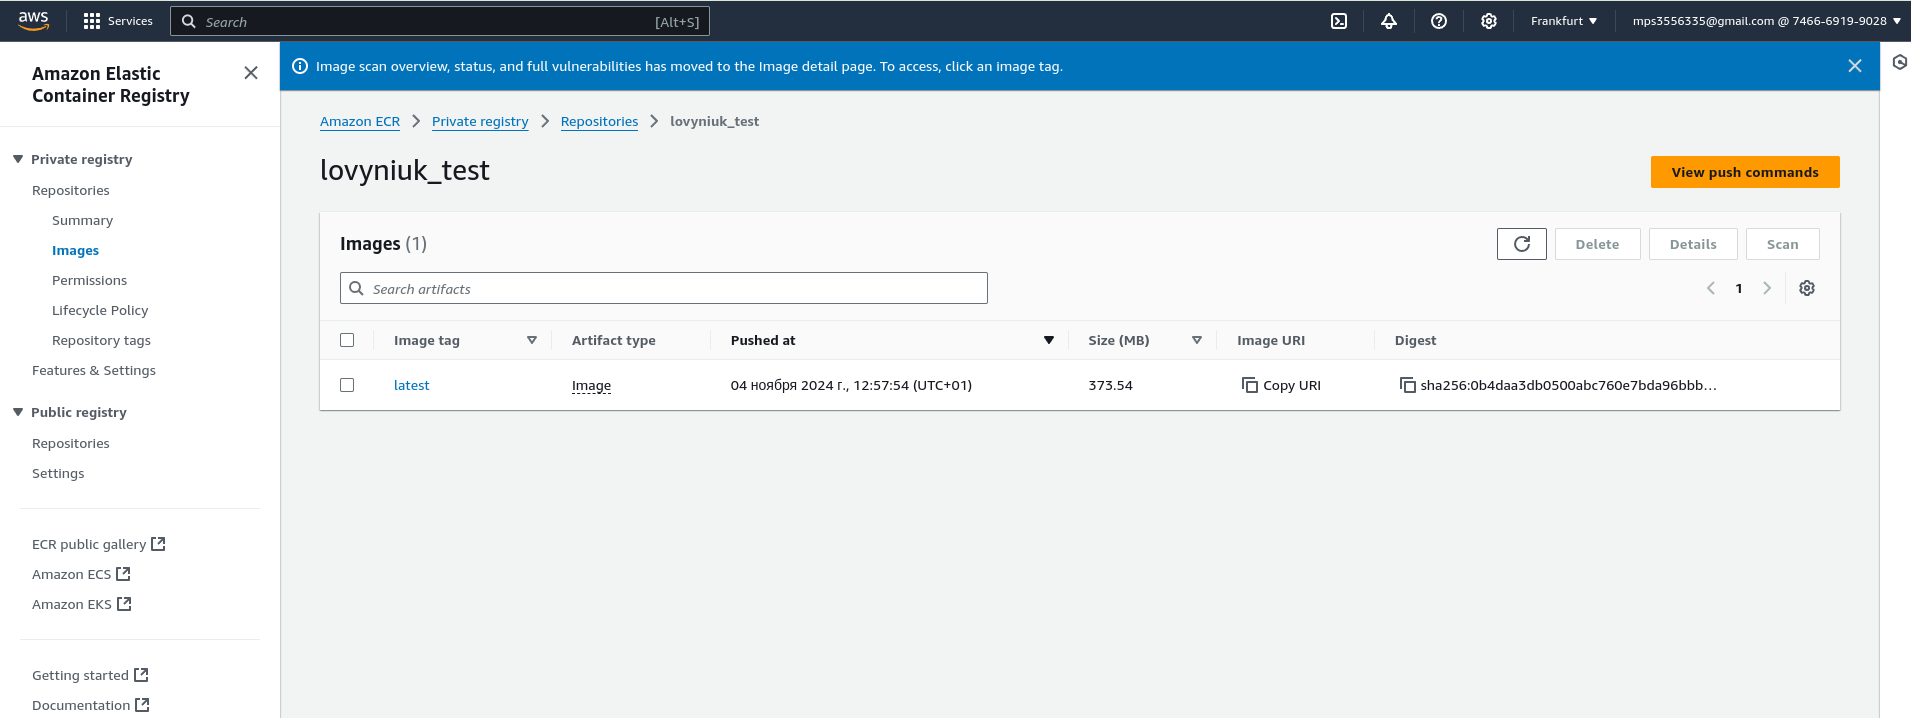 aws
Services
Search
[Alt+S]
Frankfurt
mps3556335@gmail.com @ 7466-6919-9028
Amazon Elastic
Container Registry
Private registry
Repositories
Summary
Images
Permissions
Lifecycle Policy
Repository tags
Features & Settings
Public registry
Repositories
Settings
ECR public gallery
Amazon ECS
Amazon EKS
Getting started
Documentation
Image scan overview, status, and full vulnerabilities has moved to the Image detail page. To access, click an image tag.
Amazon ECR
Private registry
Repositories
lovyniuk_test
lovyniuk_test
View push commands
Images (1)
Delete
Details
Scan
Search artifacts
1
Image tag
Artifact type
Pushed at
Size (MB)
Image URI
Digest
latest
Image
04 ноября 2024 г., 12:57:54 (UTC+01)
373.54
Copy URI
sha256:0b4daa3db0500abc760e7bda96bbb...